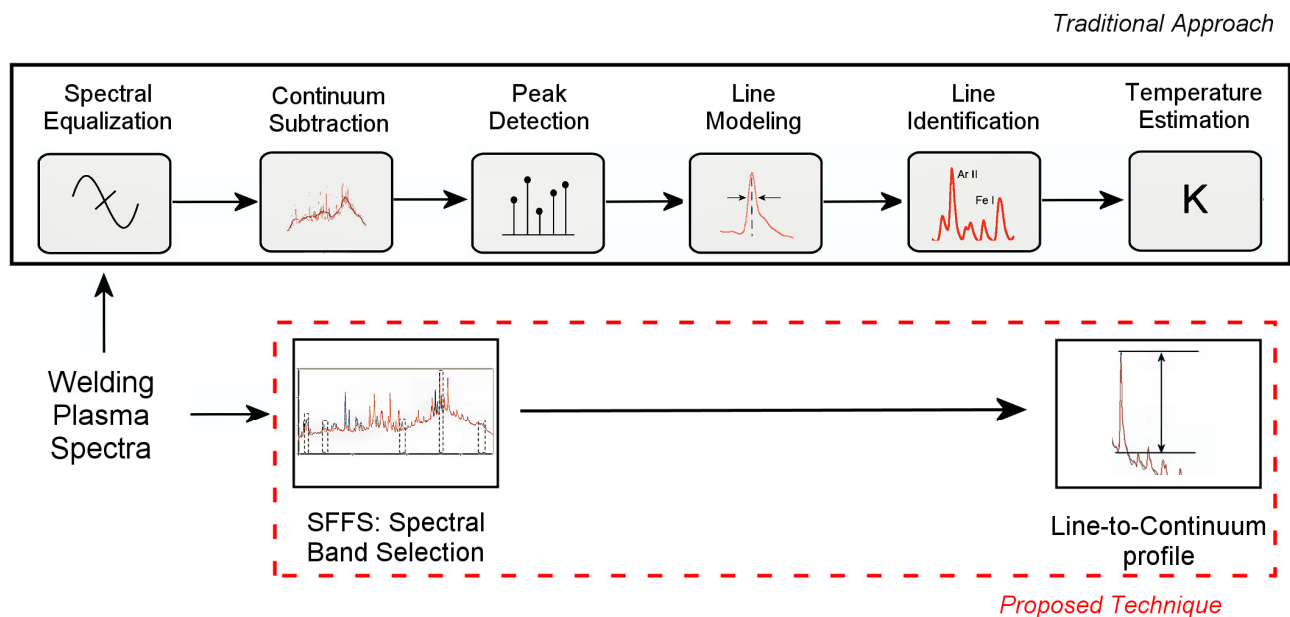 Traditional Approach
Spectral
Equalization
Continuum
Subtraction
Peak
Detection
Line
Modeling
Line
Identification
Temperature
Estimation
Ar II
Fe I
K
Welding
Plasma
Spectra
SFFS: Spectral
Band Selection
Line-to-Continuum
profile
Proposed Technique